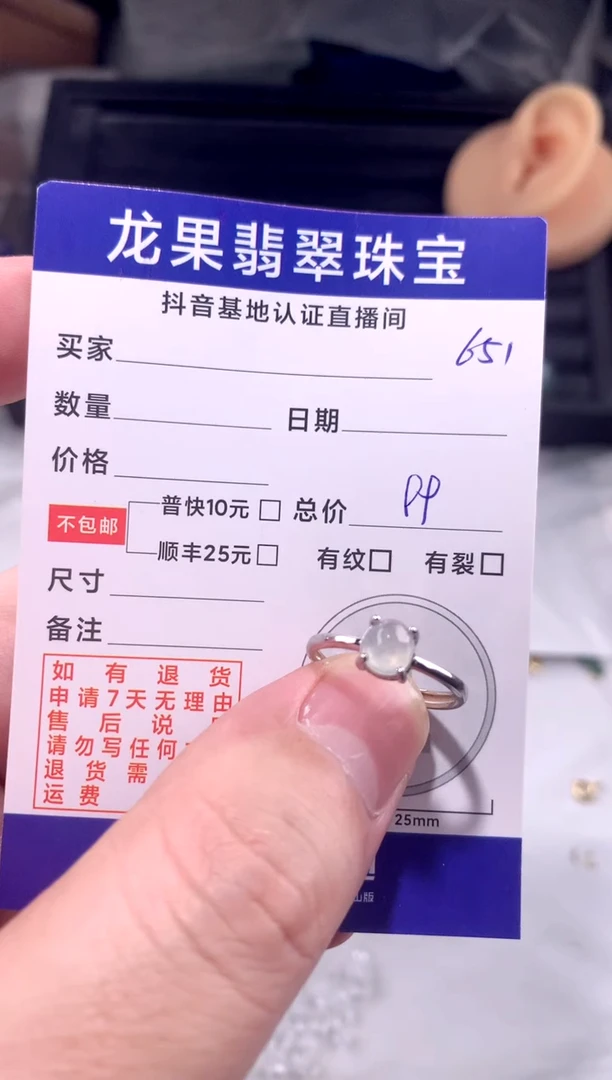 龙果翡翠珠宝
抖音基地认证直播间
651
买家
数量 日期
价格
不包邮 普快10元 总价 PP
顺丰25元 有纹 有裂
尺寸
备注
如有退货
申请7天无理由
售后说
请勿写任何
退货需
运费
25mm
山版